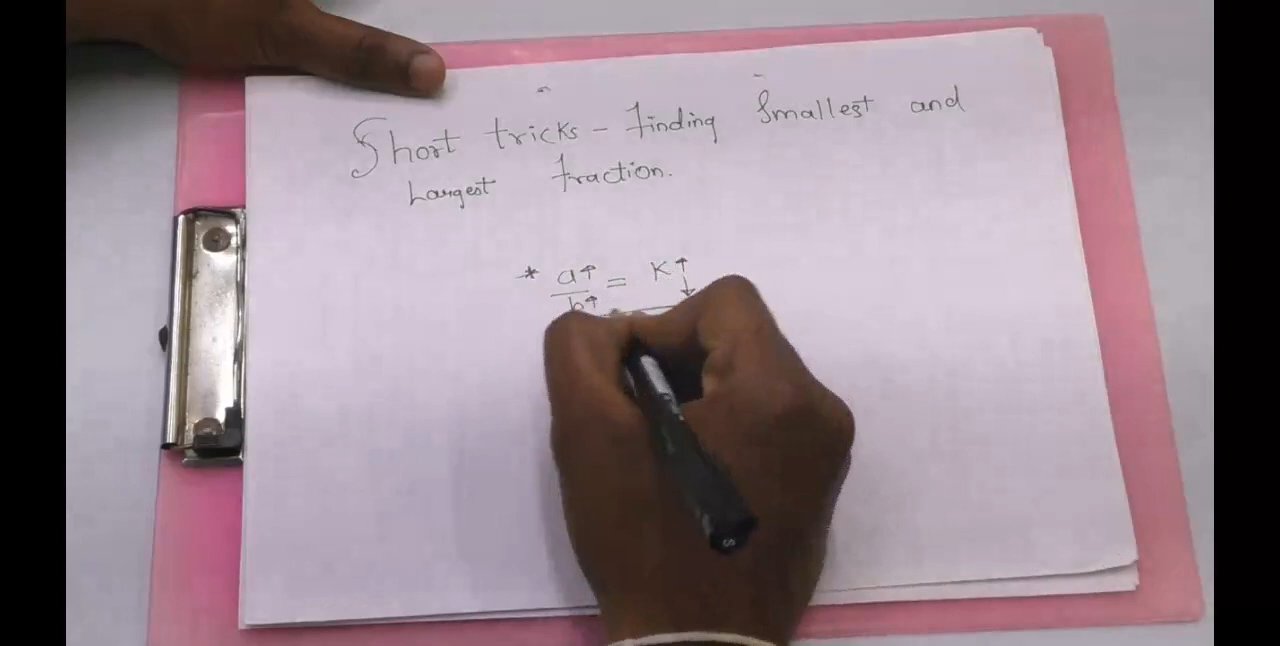 Short tricks - Finding Smallest and
Largest fraction.
* a↑ = K↑
b↑ ↓